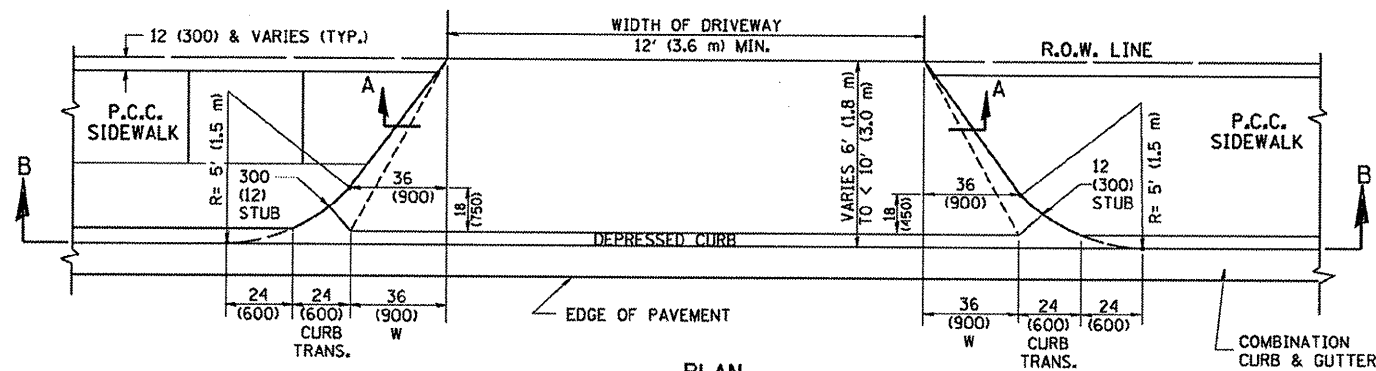 WIDTH OF DRIVEWAY
12' (3.6 m) MIN.
12 (300) & VARIES (TYP.)
R.O.W. LINE
A
A
P.C.C.
SIDEWALK
P.C.C.
SIDEWALK
R= 5' (1.5 m)
VARIES 6' (1.8 m)
TO < 10' (3.0 m)
R= 5' (1.5 m)
B
B
300
(12)
STUB
36
(900)
18
(750)
36
(900)
18
(450)
12
(300)
STUB
DEPRESSED CURB
24
(600)
24
(600)
CURB
TRANS.
36
(900)
W
EDGE OF PAVEMENT
36
(900)
W
24
(600)
CURB
TRANS.
24
(600)
COMBINATION
CURB & GUTTER
PLAN